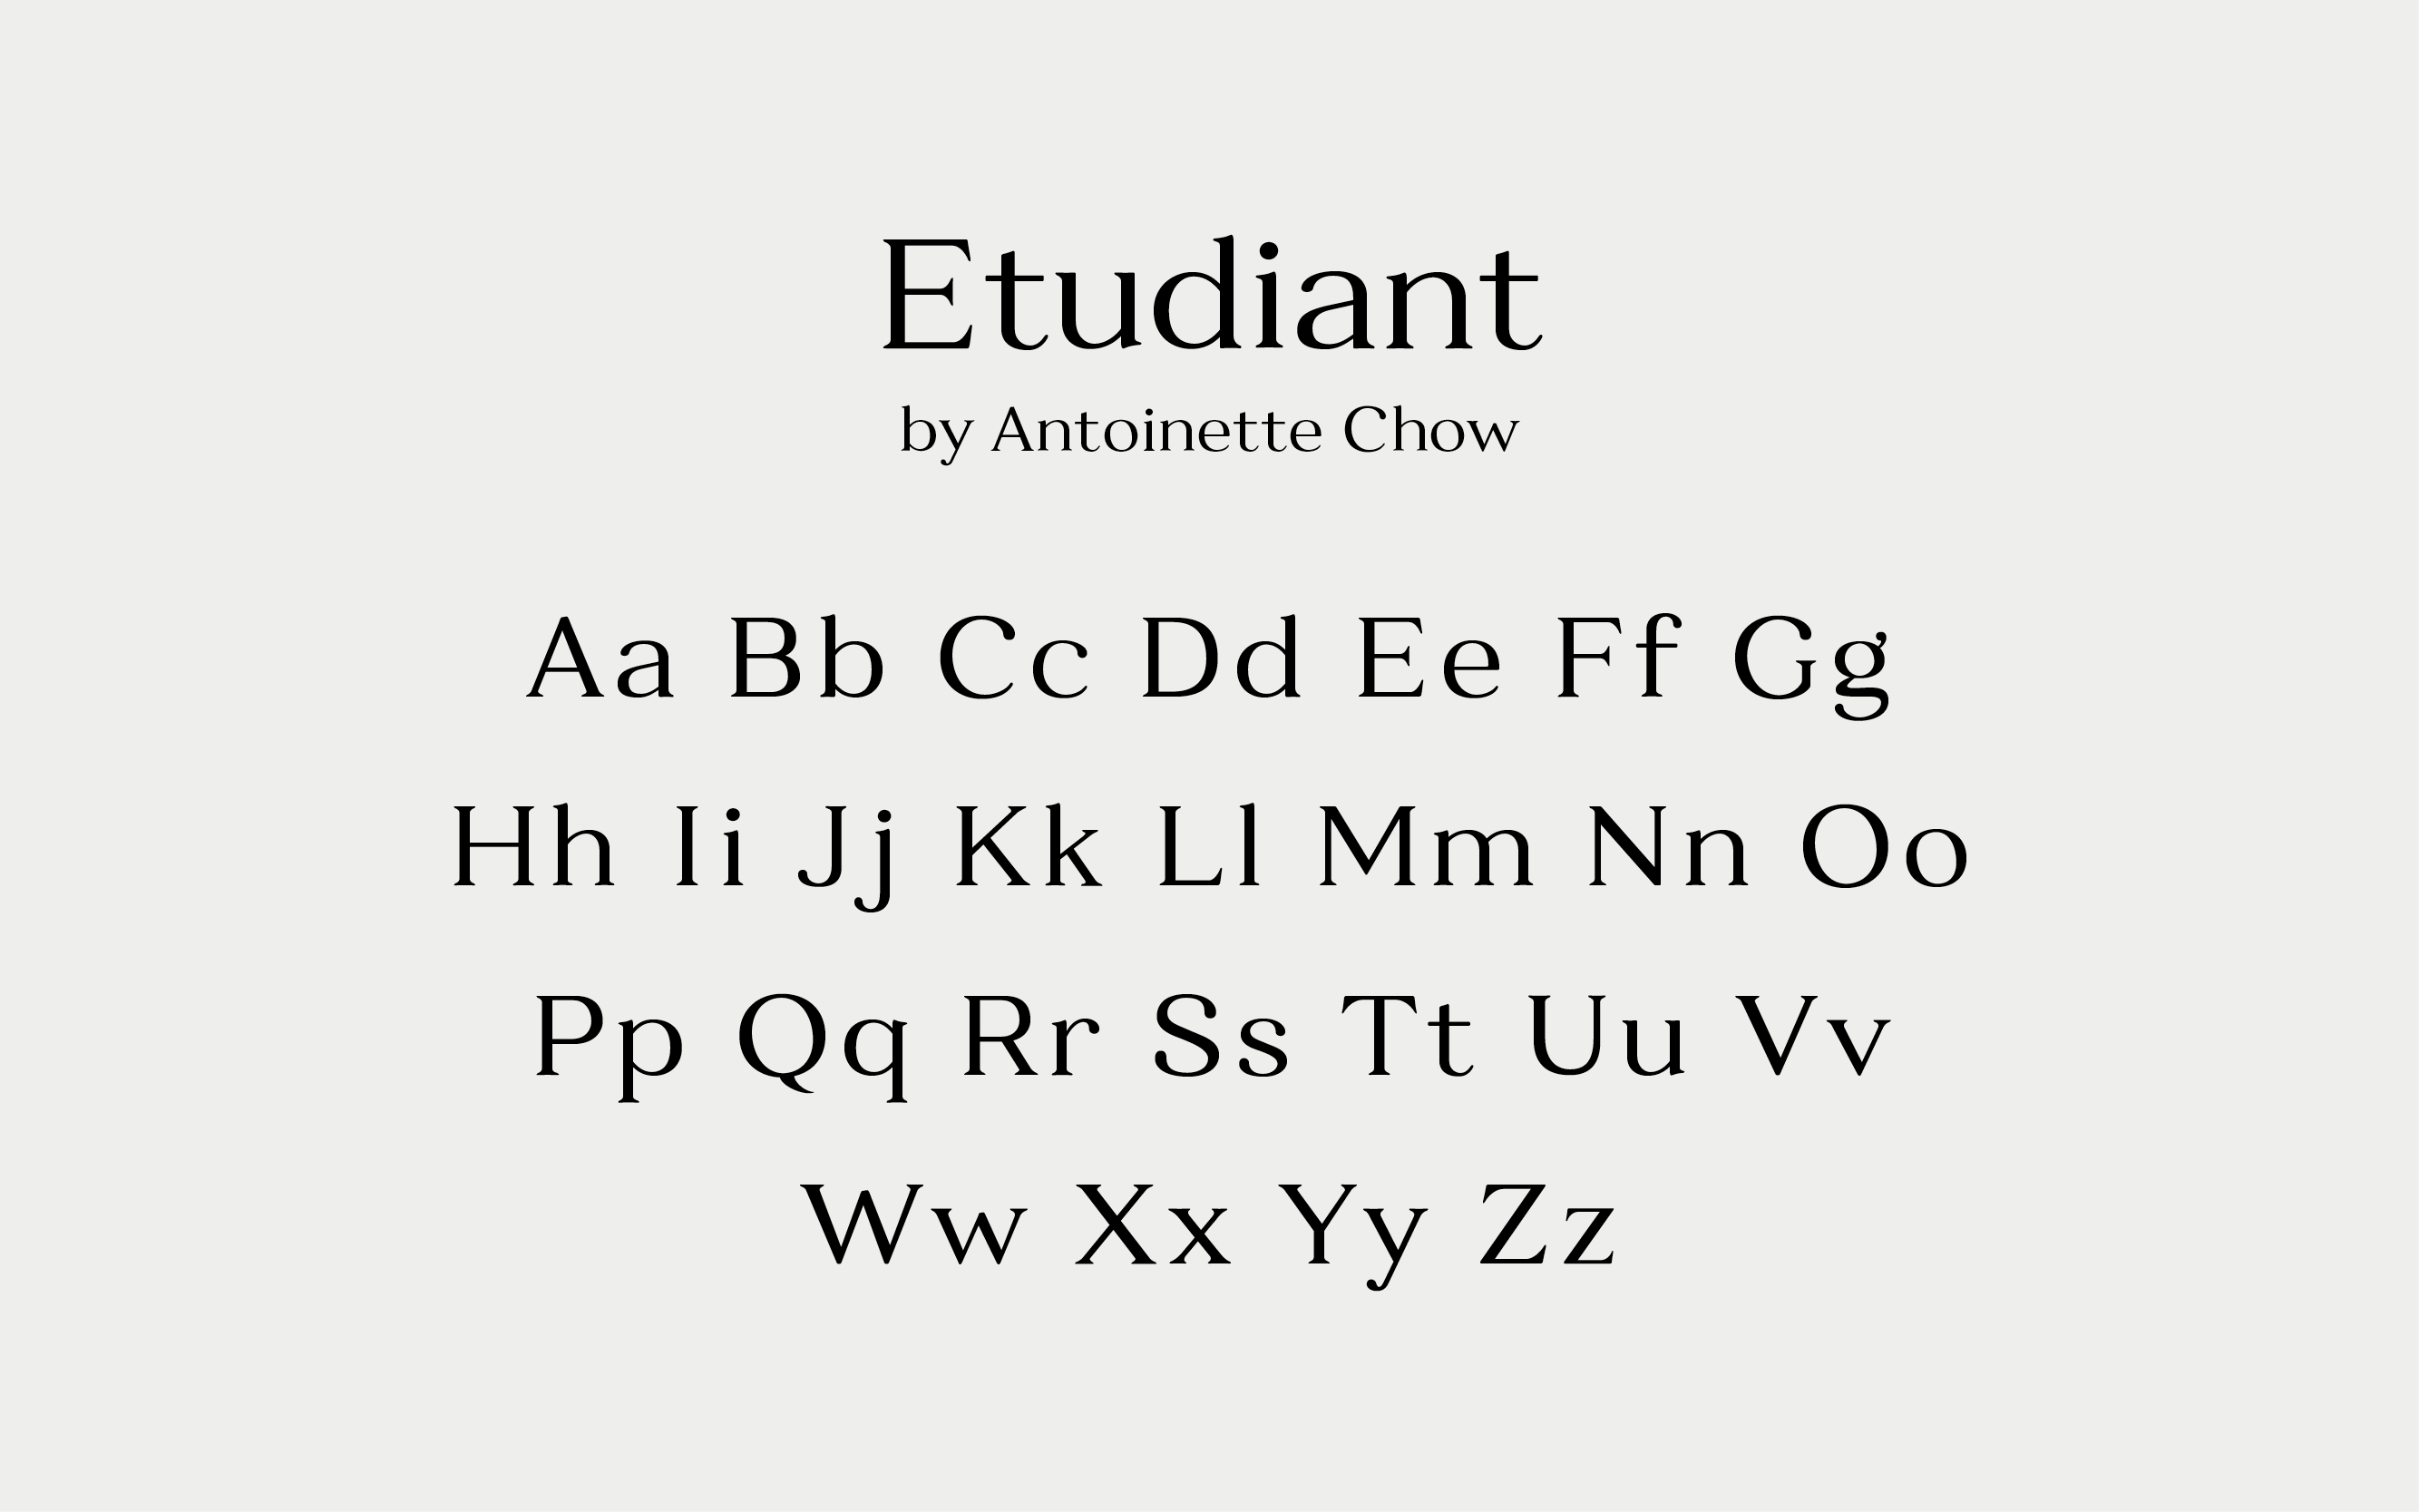 Etudiant
by Antoinette Chow
Aa Bb Cc Dd Ee Ff Gg
Hh Ii Jj Kk Ll Mm Nn Oo
Pp Qq Rr Ss Tt Uu Vv
Ww Xx Yy Zz